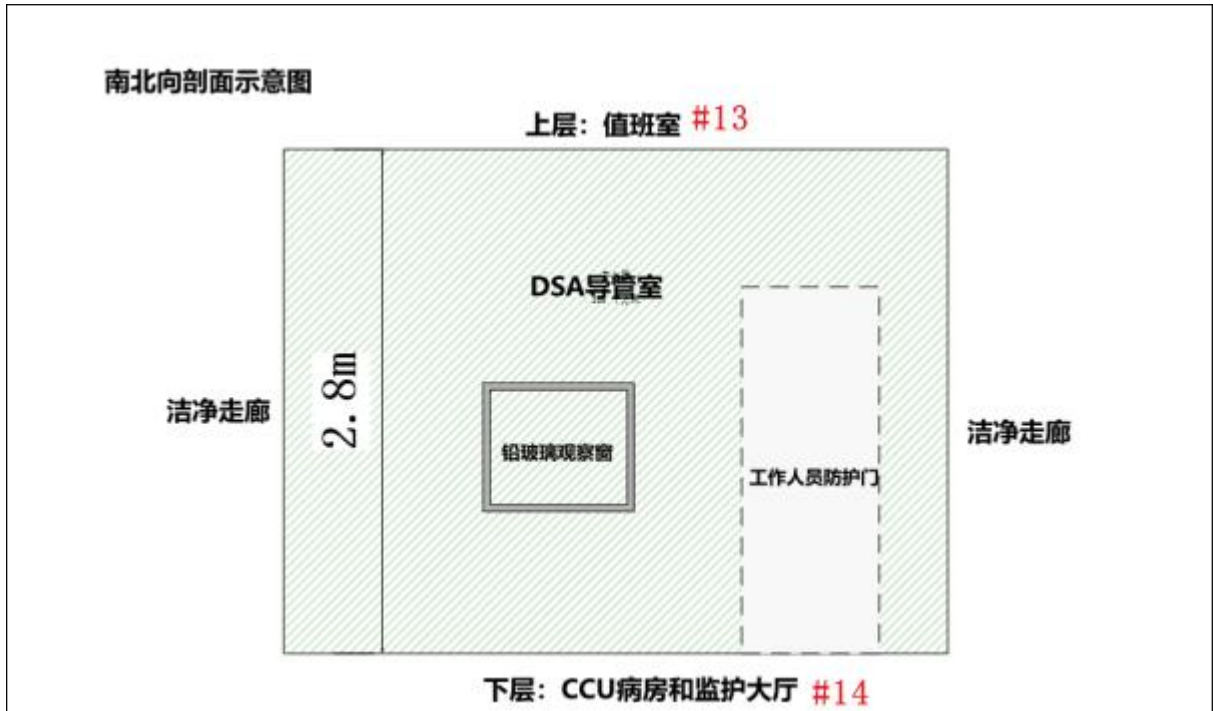 南北向剖面示意图
上层：值班室 #13
DSA导管室
2.8m
洁净走廊
铅玻璃观察窗
洁净走廊
工作人员防护门
下层：CCU病房和监护大厅 #14